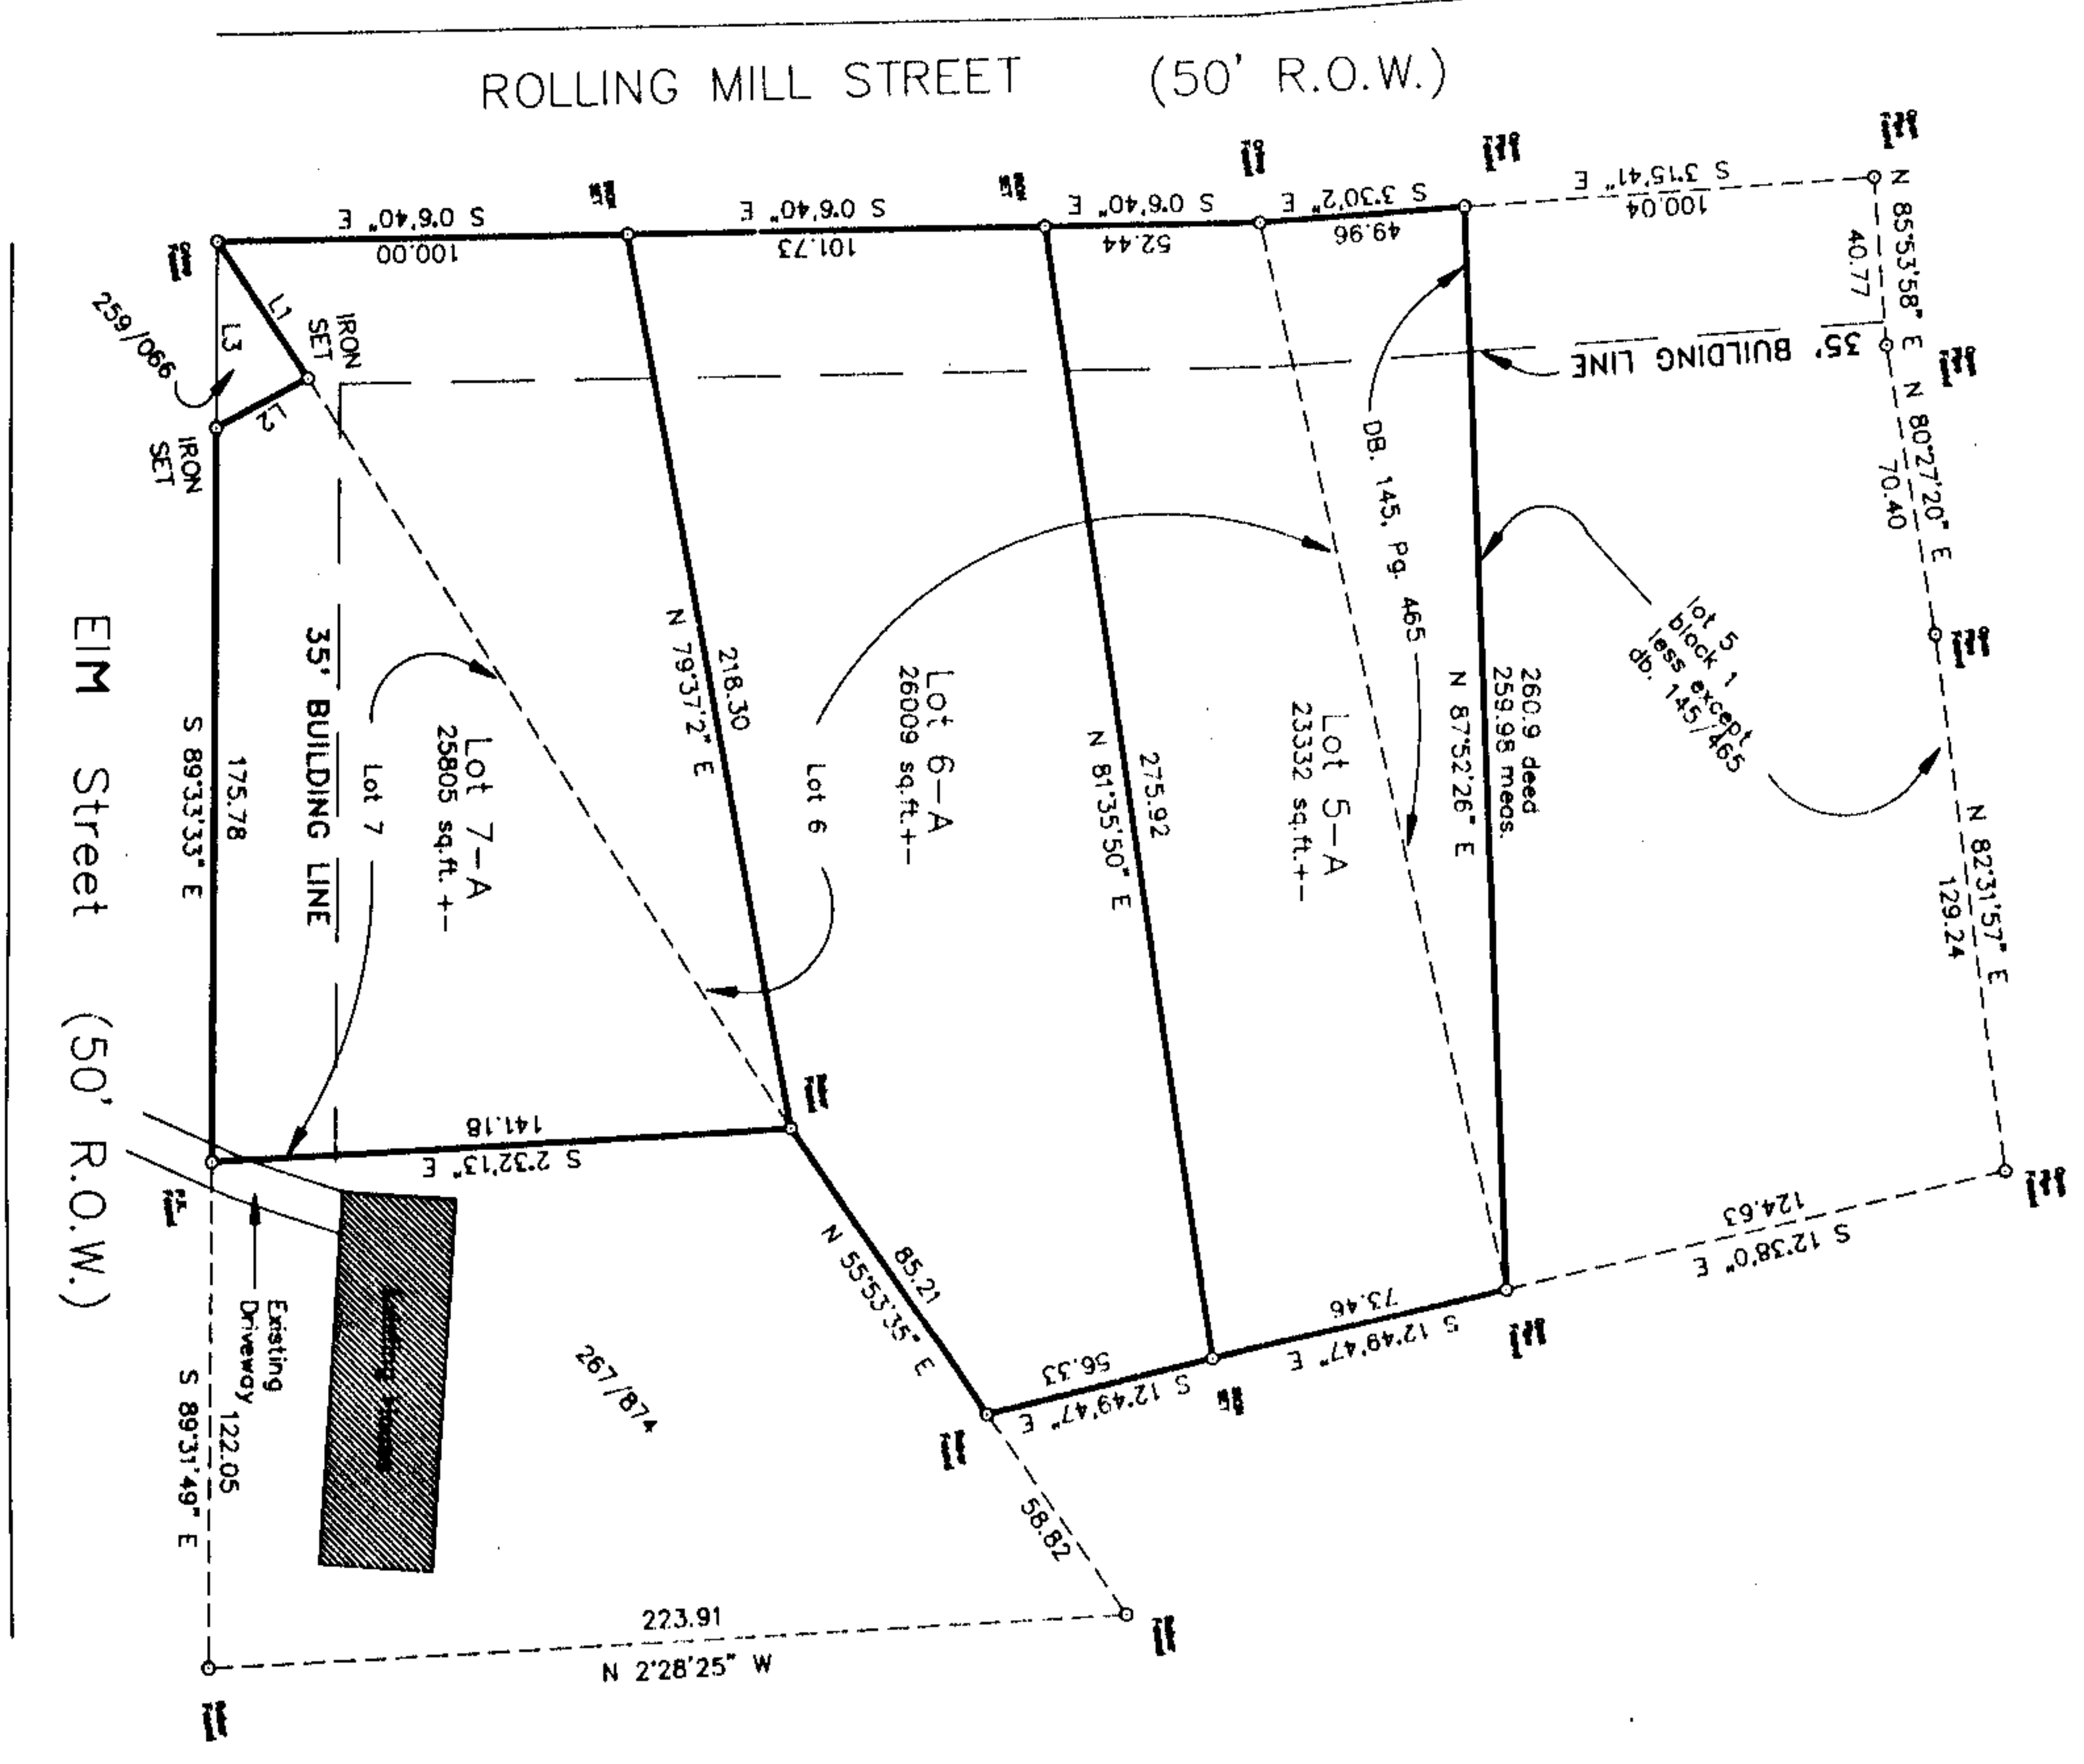 ROLLING MILL STREET (50' R.O.W.)
S 0°6'40" E
100.00
S 0°6'40" E
101.73
S 0°6'40" E
52.44
S 3°30'2" E
49.96
S 3°15'41" E
100.04
N 85°53'58" E
40.77
N 80°27'20" E
70.40
N 82°31'57" E
129.24
35' BUILDING LINE
L1
L2
L3
259/066
IRON
SET
IRON
SET
DB. 145, Pg. 465
lot 5
block 1
less except
db. 145/465
260.9 deed
259.98 meas.
N 87°52'26" E
Lot 5-A
23332 sq.ft.+-
275.92
N 81°35'50" E
Lot 6-A
26009 sq.ft.+-
Lot 6
218.30
N 79°37'2" E
Lot 7-A
25805 sq.ft. +-
Lot 7
35' BUILDING LINE
175.78
S 89°33'33" E
EIM Street (50' R.O.W.)
141.18
S 2°32'13" E
85.21
N 55°53'35" E
56.33
S 12°49'47" E
73.46
S 12°49'47" E
124.63
S 12°38'0" E
58.82
267/874
Existing
Driveway
122.05
S 89°31'49" E
223.91
N 2°28'25" W